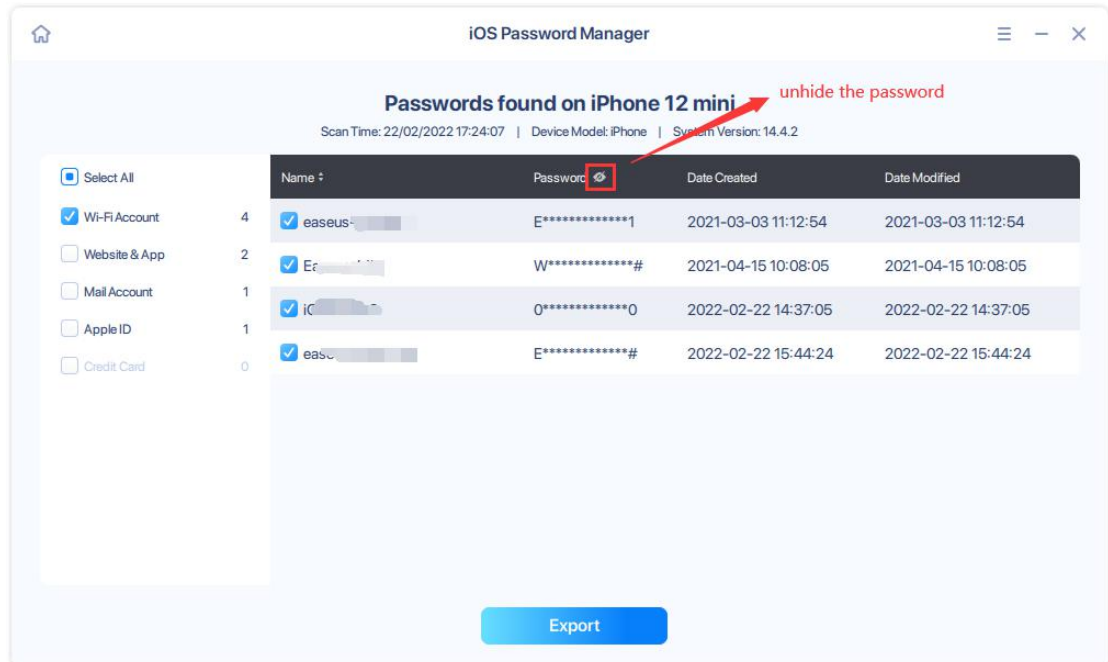 iOS Password Manager
Passwords found on iPhone 12 mini
unhide the password
Scan Time: 22/02/2022 17:24:07 | Device Model: iPhone | System Version: 14.4.2
Select All
Name Password Date Created Date Modified
Wi-Fi Account 4
easeus- E*************1 2021-03-03 11:12:54 2021-03-03 11:12:54
Website & App 2
W*************# 2021-04-15 10:08:05 2021-04-15 10:08:05
Mail Account 1
0*************0 2022-02-22 14:37:05 2022-02-22 14:37:05
Apple ID 1
E*************# 2022-02-22 15:44:24 2022-02-22 15:44:24
Credit Card 0
Export